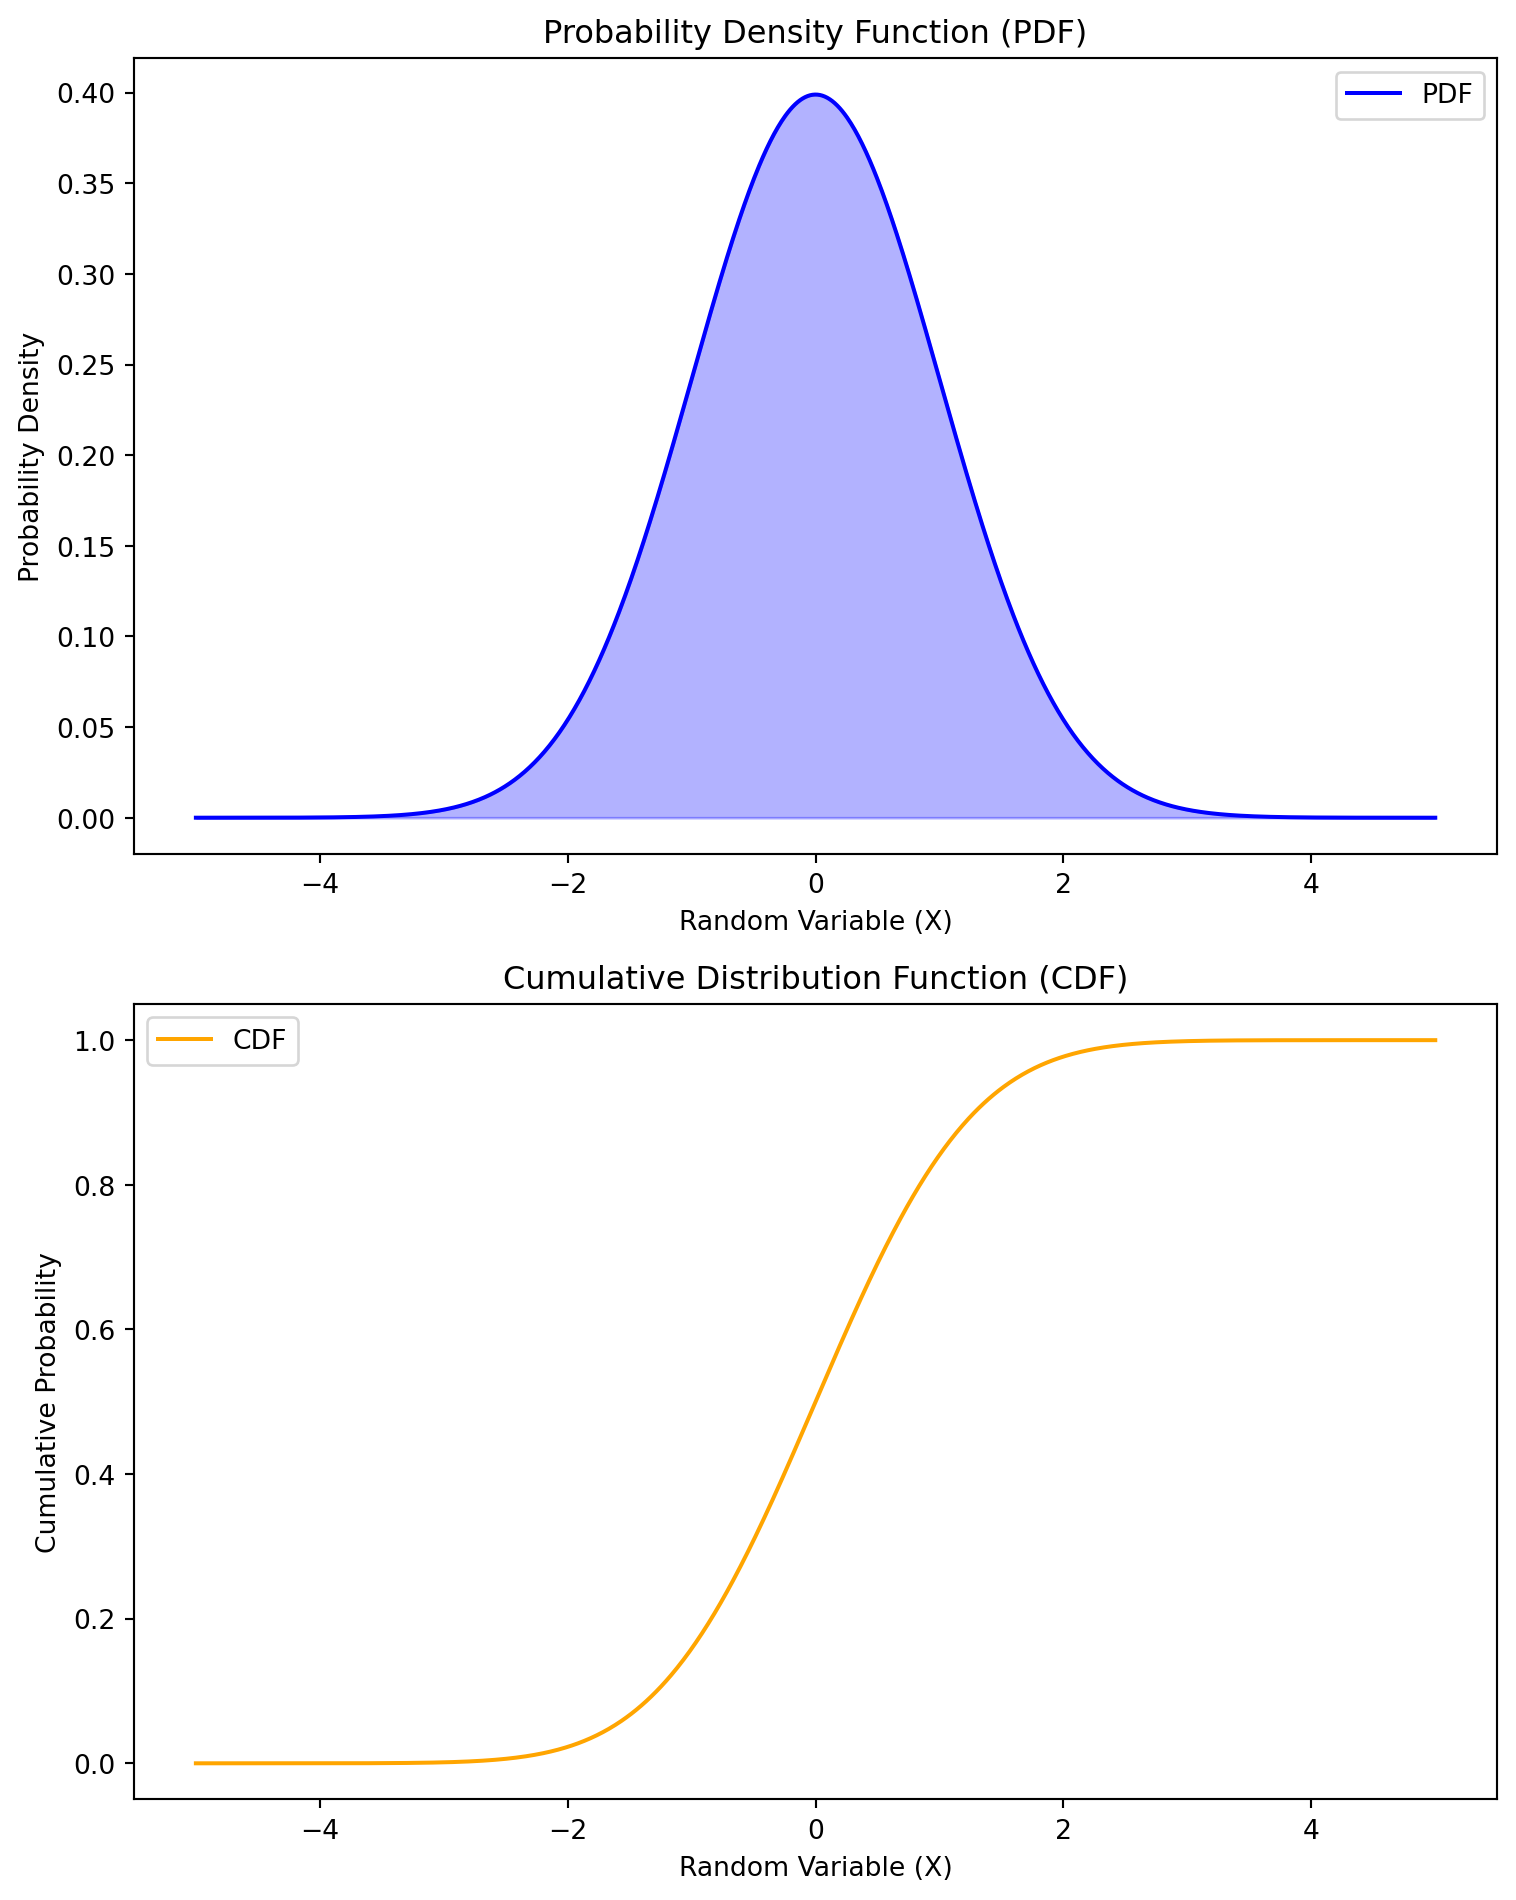 Probability Density Function (PDF)
PDF
0.40
0.35
0.30
0.25
0.20
0.15
0.10
0.05
0.00
Probability Density
−4 −2 0 2 4
Random Variable (X)
Cumulative Distribution Function (CDF)
CDF
1.0
0.8
0.6
0.4
0.2
0.0
Cumulative Probability
−4 −2 0 2 4
Random Variable (X)